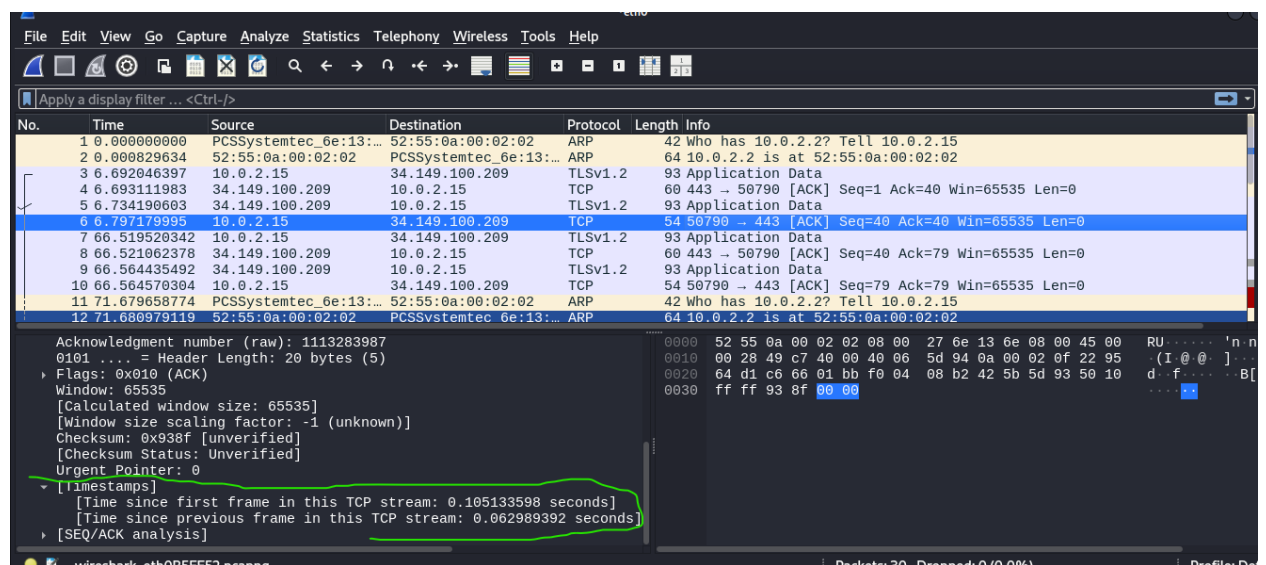 File Edit View Go Capture Analyze Statistics Telephony Wireless Tools Help
Apply a display filter … <Ctrl-/>
No. Time Source Destination Protocol Length Info
1 0.000000000 PCSSystemtec_6e:13:… 52:55:0a:00:02:02 ARP 42 Who has 10.0.2.2? Tell 10.0.2.15
2 0.000829634 52:55:0a:00:02:02 PCSSystemtec_6e:13:… ARP 64 10.0.2.2 is at 52:55:0a:00:02:02
3 6.692046397 10.0.2.15 34.149.100.209 TLSv1.2 93 Application Data
4 6.693111983 34.149.100.209 10.0.2.15 TCP 60 443 → 50790 [ACK] Seq=1 Ack=40 Win=65535 Len=0
5 6.734190603 34.149.100.209 10.0.2.15 TLSv1.2 93 Application Data
6 6.797179995 10.0.2.15 34.149.100.209 TCP 54 50790 → 443 [ACK] Seq=40 Ack=40 Win=65535 Len=0
7 66.519520342 10.0.2.15 34.149.100.209 TLSv1.2 93 Application Data
8 66.521062378 34.149.100.209 10.0.2.15 TCP 60 443 → 50790 [ACK] Seq=40 Ack=79 Win=65535 Len=0
9 66.564435492 34.149.100.209 10.0.2.15 TLSv1.2 93 Application Data
10 66.564570304 10.0.2.15 34.149.100.209 TCP 54 50790 → 443 [ACK] Seq=79 Ack=79 Win=65535 Len=0
11 71.679658774 PCSSystemtec_6e:13:… 52:55:0a:00:02:02 ARP 42 Who has 10.0.2.2? Tell 10.0.2.15
12 71.680979119 52:55:0a:00:02:02 PCSSystemtec_6e:13:… ARP 64 10.0.2.2 is at 52:55:0a:00:02:02
Acknowledgment number (raw): 1113283987
0101 .... = Header Length: 20 bytes (5)
Flags: 0x010 (ACK)
Window: 65535
[Calculated window size: 65535]
[Window size scaling factor: -1 (unknown)]
Checksum: 0x938f [unverified]
[Checksum Status: Unverified]
Urgent Pointer: 0
[Timestamps]
[Time since first frame in this TCP stream: 0.105133598 seconds]
[Time since previous frame in this TCP stream: 0.062989392 seconds]
[SEQ/ACK analysis]
0000 52 55 0a 00 02 02 08 00 27 6e 13 6e 08 00 45 00 RU······ 'n·n
0010 00 28 49 c7 40 00 40 06 5d 94 0a 00 02 0f 22 95 ·(I·@·@· ]···
0020 64 d1 c6 66 01 bb f0 04 08 b2 42 5b 5d 93 50 10 d··f···· ··B[
0030 ff ff 93 8f 00 00 ······